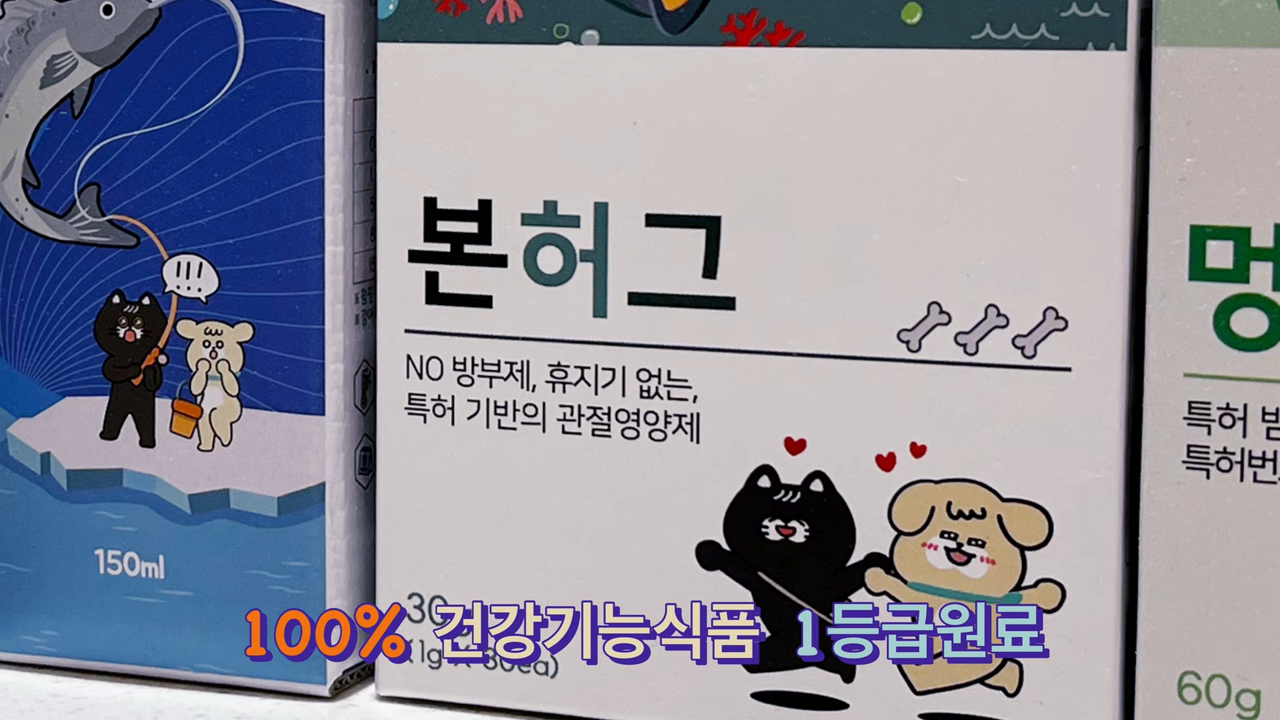 !!!
150ml
본허그
NO 방부제, 휴지기 없는,
특허 기반의 관절영양제
100% 건강기능식품 1등급원료
멍
특허
특허번
60g